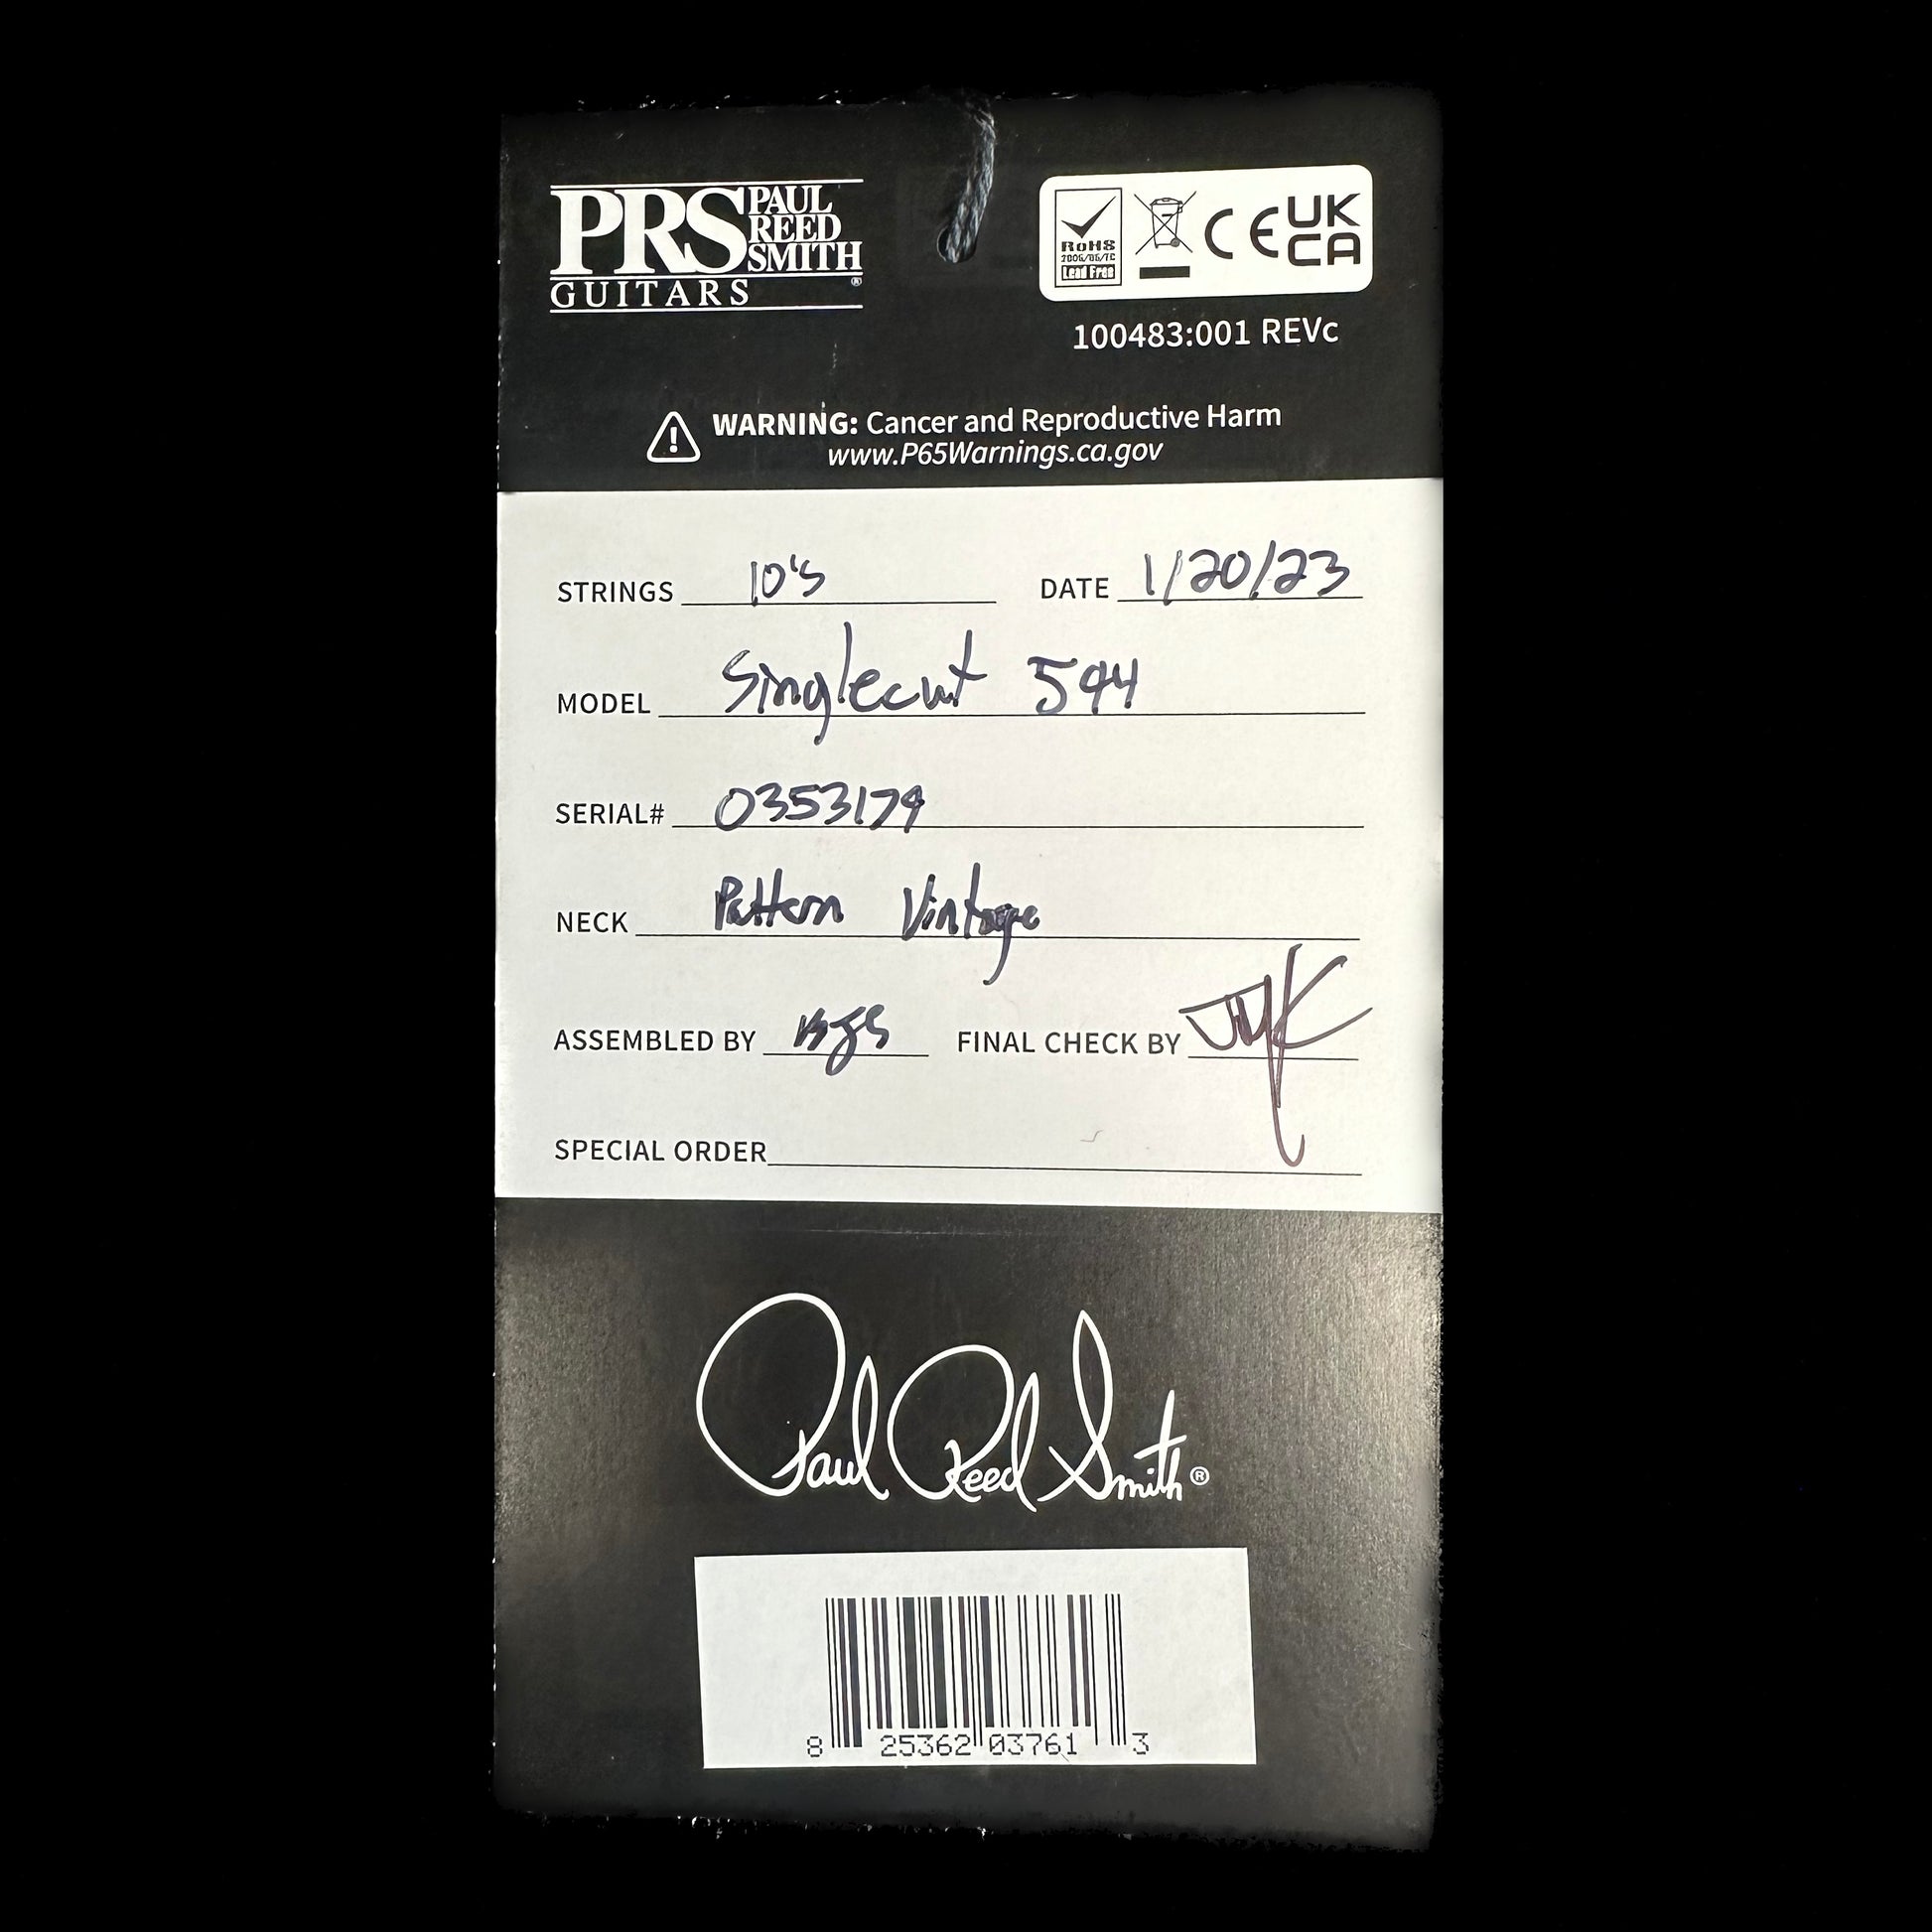 PRS PAUL REED SMITH
GUITARS ®
RoHS
2006/95/EC
Lead Free
CE UK CA
100483:001 REVc
WARNING: Cancer and Reproductive Harm
www.P65Warnings.ca.gov
STRINGS 10's DATE 1/20/23
MODEL Singlecut 594
SERIAL# 0353179
NECK Pattern Vintage
ASSEMBLED BY FINAL CHECK BY
SPECIAL ORDER
Paul Reed Smith®
8 25362 03761 3